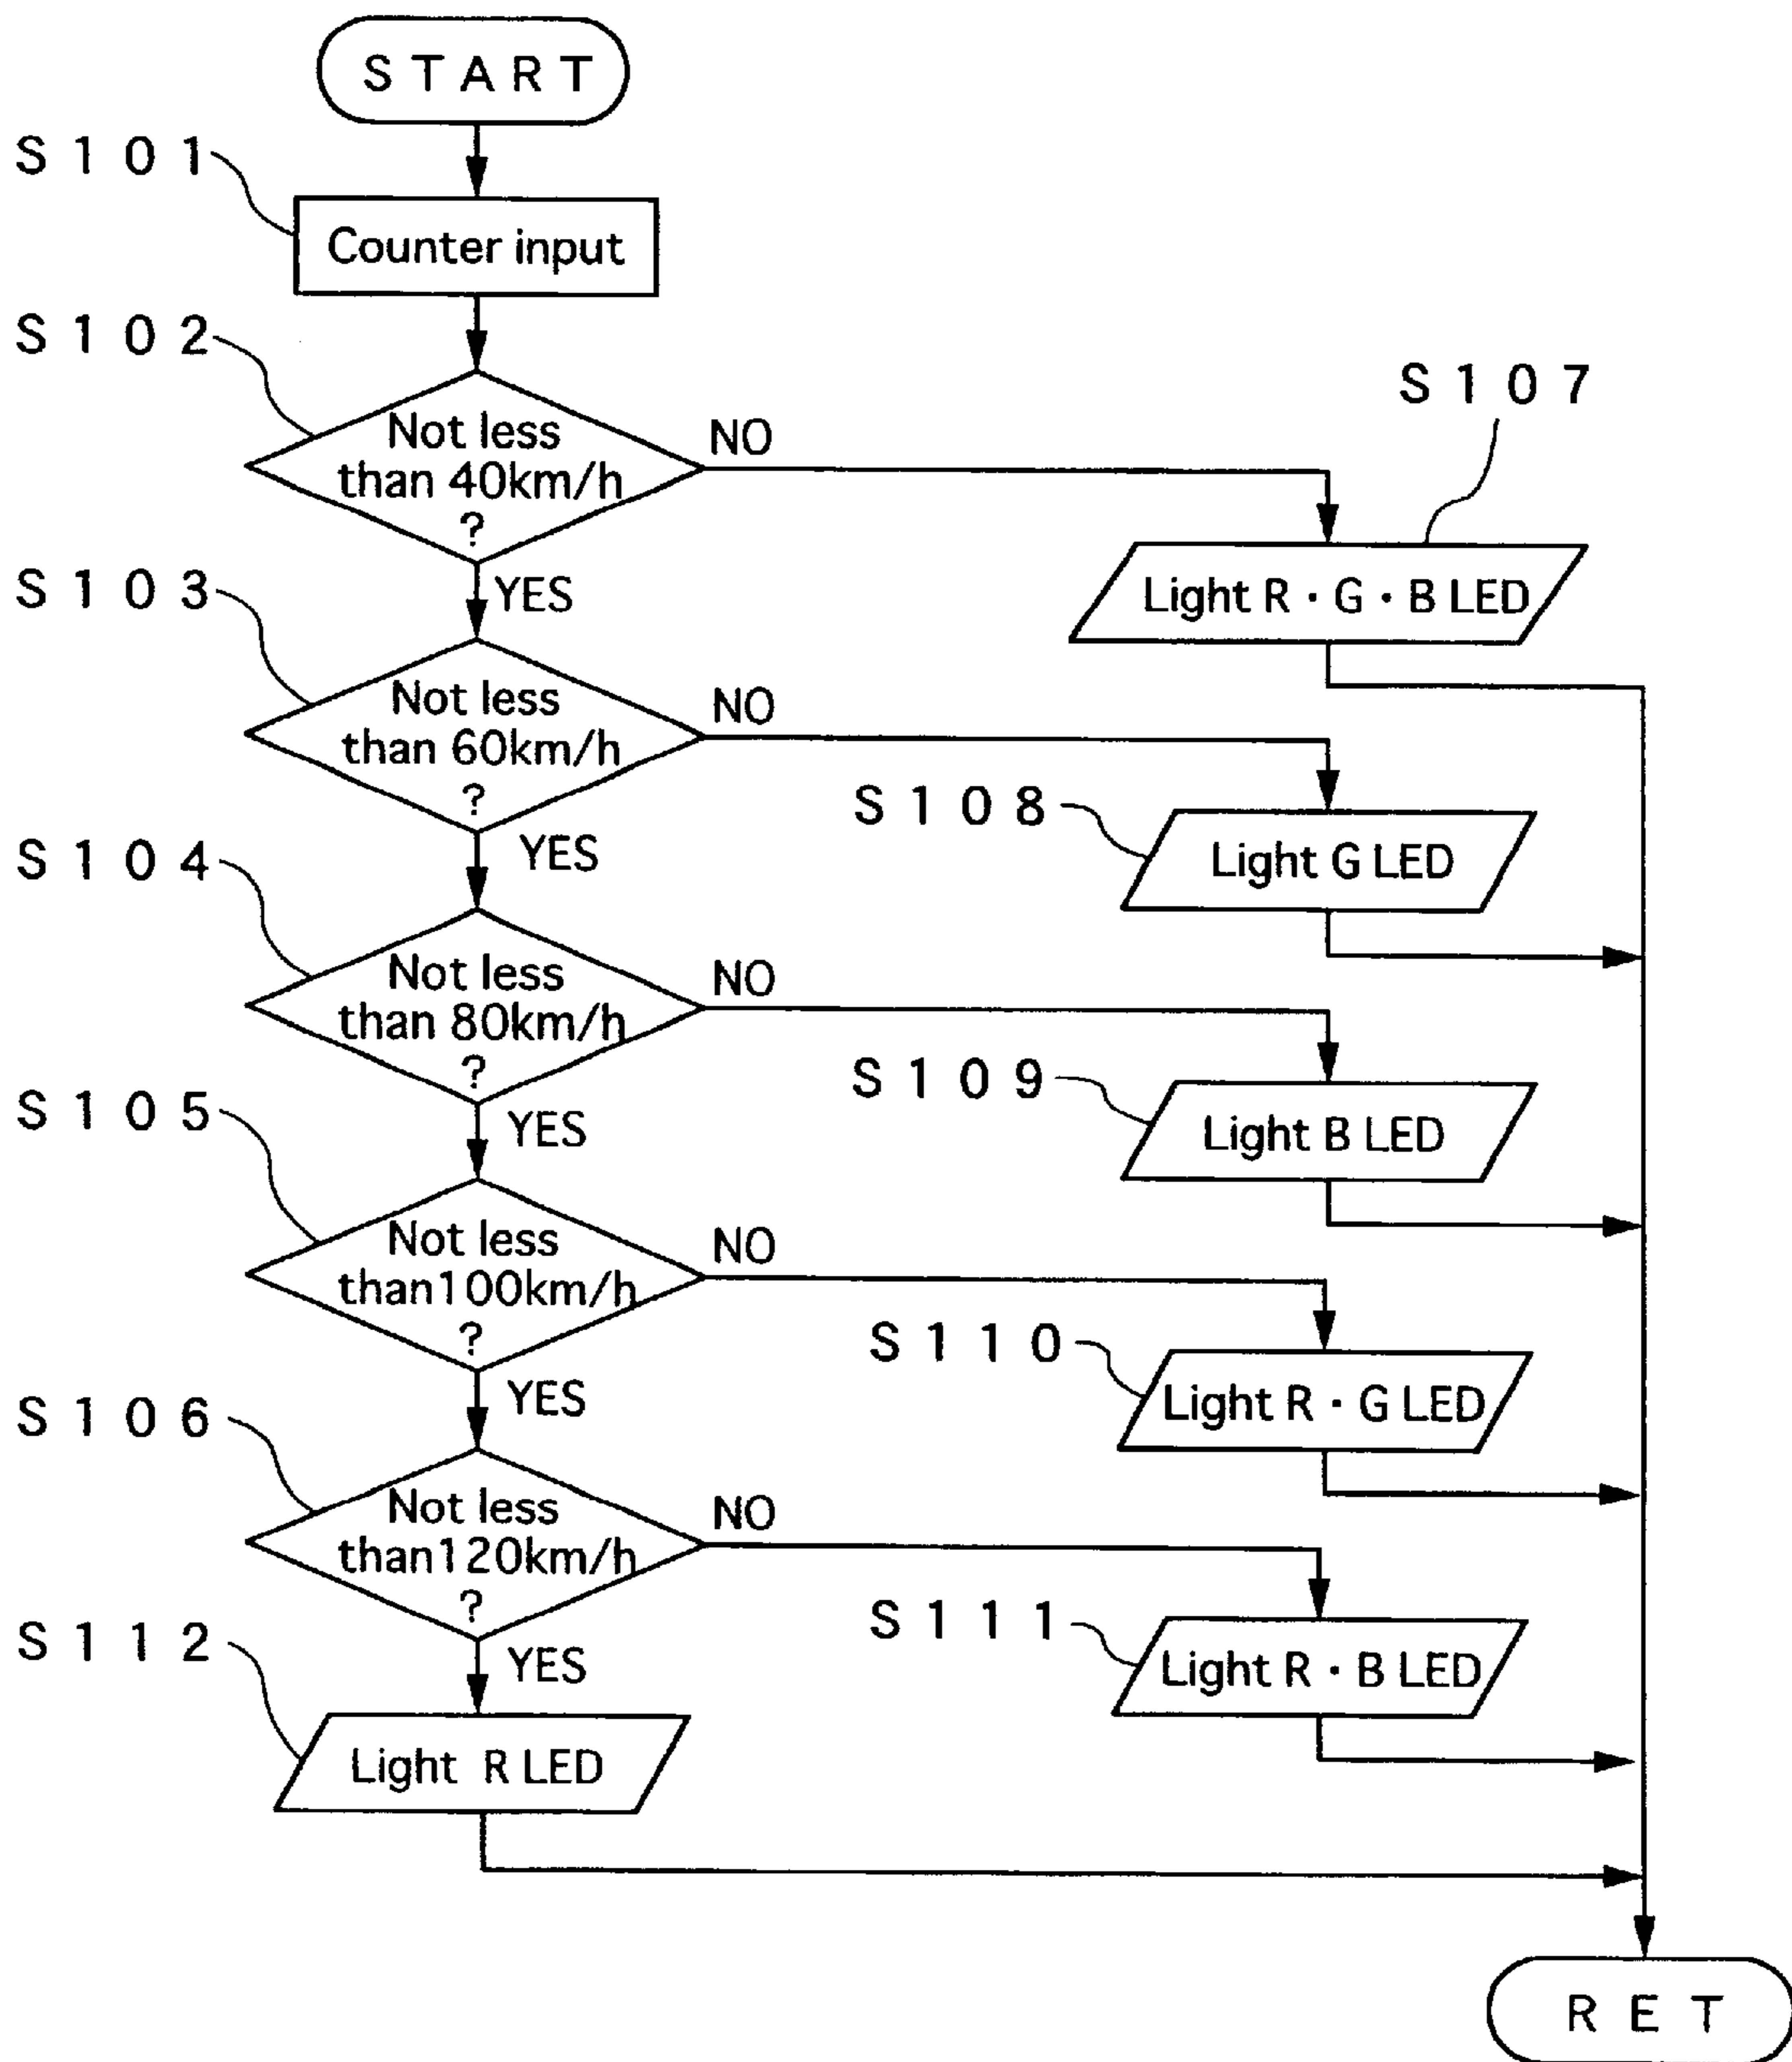 START
S101
Counter input
S102
Not less
than 40km/h
?
NO
S107
Light R・G・B LED
YES
S103
Not less
than 60km/h
?
NO
S108
Light G LED
YES
S104
Not less
than 80km/h
?
NO
S109
Light B LED
YES
S105
Not less
than100km/h
?
NO
S110
Light R・G LED
YES
S106
Not less
than120km/h
?
NO
S111
Light R・B LED
YES
S112
Light R LED
RET